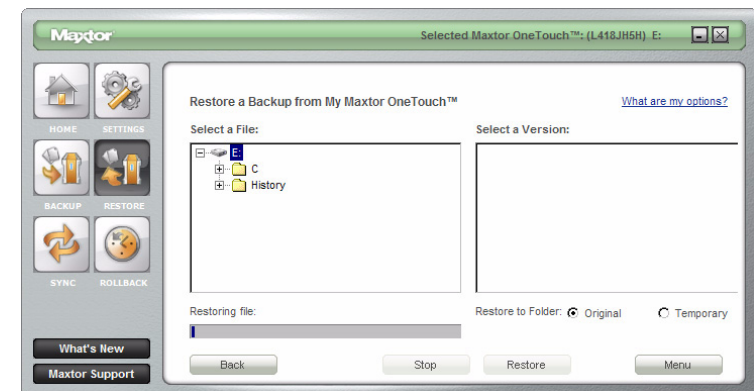 Maxtor
Selected Maxtor OneTouch™: (L418JH5H) E:
HOME SETTINGS
BACKUP RESTORE
SYNC ROLLBACK
What's New
Maxtor Support
Restore a Backup from My Maxtor OneTouch™
What are my options?
Select a File:
E:
C
History
Select a Version:
Restoring file:
Restore to Folder: Original Temporary
Back Stop Restore Menu